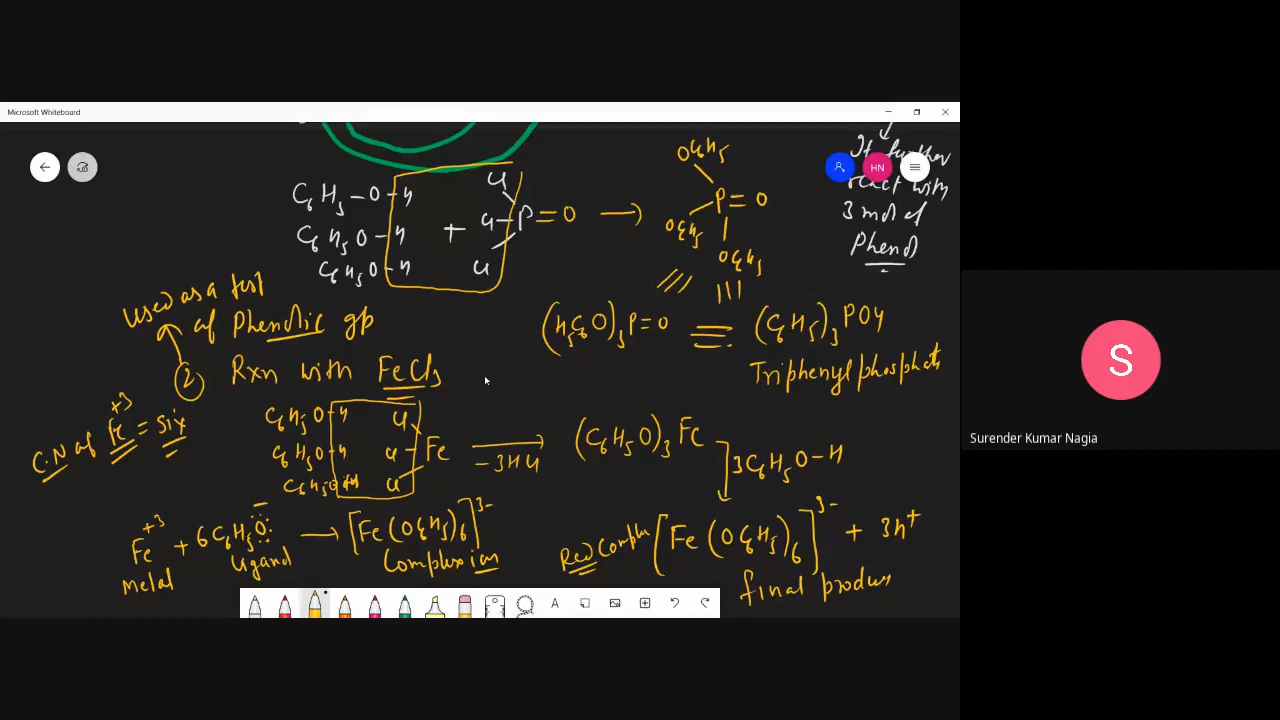 Microsoft Whiteboard
HN
It further
react with
3 mol of
Phenol
C6H5-O-H
C6H5O-H
C6H5O-H
+
Cl
Cl-P=O →
Cl
OC6H5
P=O
OC6H5
OC6H5
Used as a test
of Phenolic gp
(H5C6O)3P=O ≡ (C6H5)3PO4
Triphenyl phosphate
2 Rxn with FeCl3
C.N of Fe+3 = six
C6H5O-H
C6H5O-H
C6H5O-H
Cl
Cl-Fe
Cl
-3HCl
(C6H5O)3Fe
3C6H5O-H
Fe+3 + 6C6H5O- → [Fe(OC6H5)6]3-
Metal
Ligand
Complex ion
Red Complex [Fe(OC6H5)6]3- + 3H+
final produc
A
S
Surender Kumar Nagia